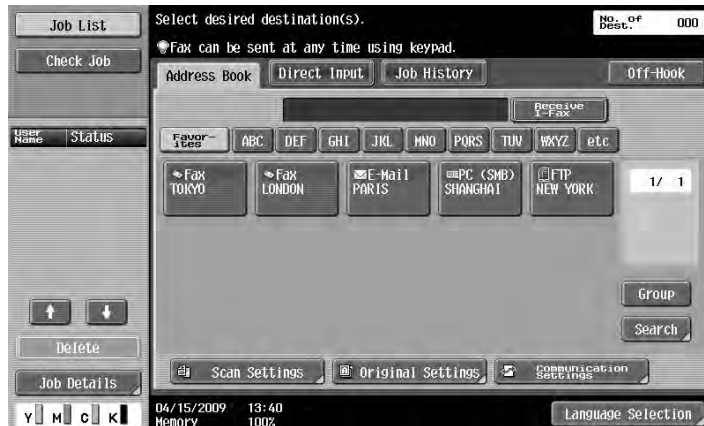 Job List
Check Job
User Name Status
Delete
Job Details
Y M C K
Select desired destination(s).
No. of Dest. 000
Fax can be sent at any time using keypad.
Address Book Direct Input Job History Off-Hook
Receive I-Fax
Favor-ites ABC DEF GHI JKL MNO PQRS TUV WXYZ etc
Fax Fax E-Mail PC (SMB) FTP
TOKYO LONDON PARIS SHANGHAI NEW YORK
1/ 1
Group
Search
Scan Settings Original Settings Communication Settings
04/15/2009 13:40
Memory 100%
Language Selection